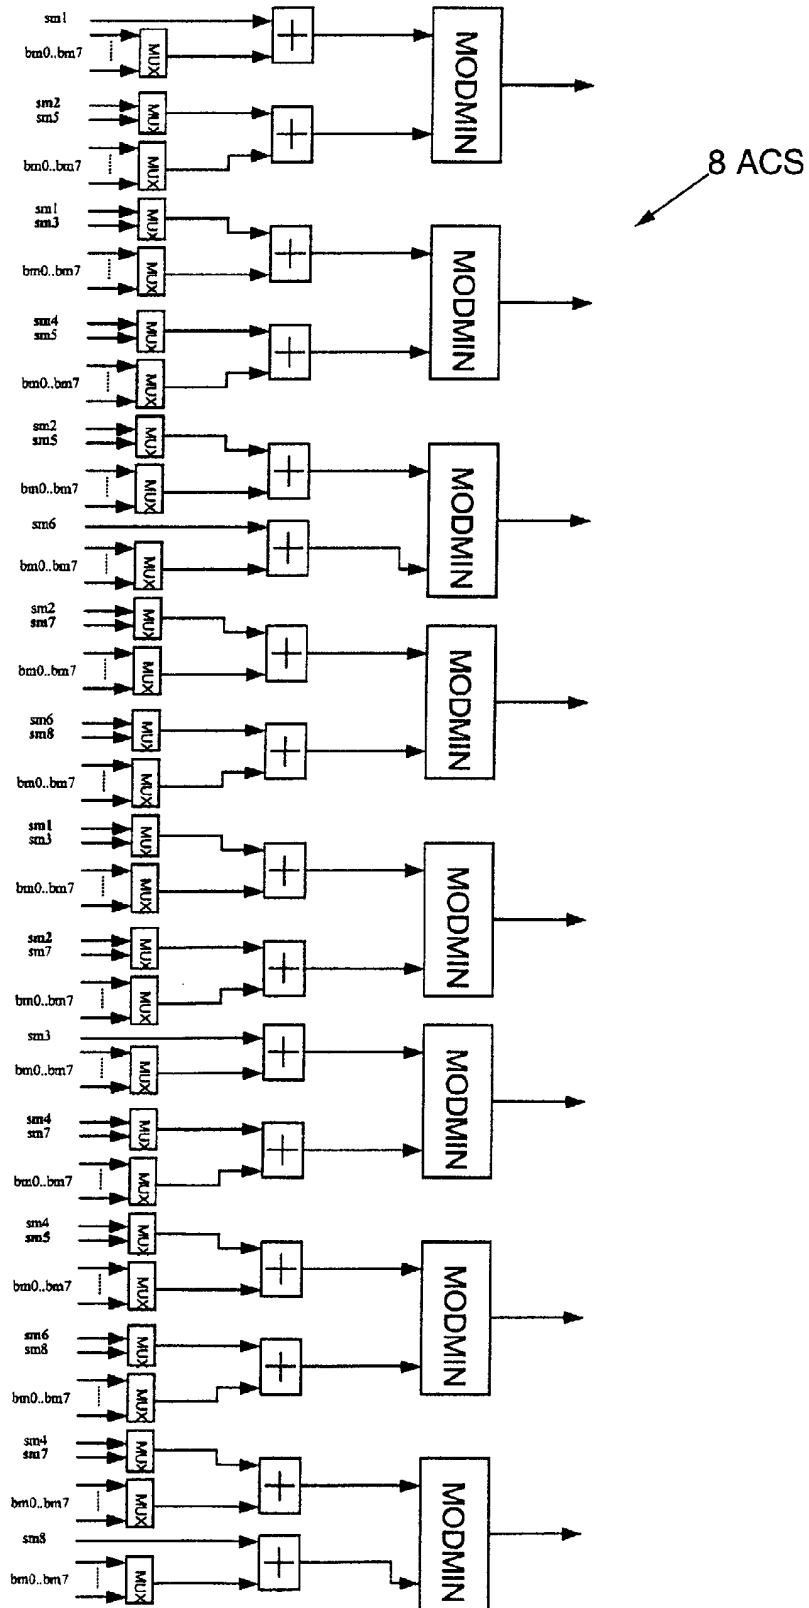 sm1
bm0..bm7
MUX
MODMIN
sm2
sm5
MUX
bm0..bm7
MUX
8 ACS
sm1
sm3
MUX
bm0..bm7
MUX
MODMIN
sm4
sm5
MUX
bm0..bm7
MUX
sm2
sm5
MUX
bm0..bm7
MUX
MODMIN
sm6
bm0..bm7
MUX
sm2
sm7
MUX
bm0..bm7
MUX
MODMIN
sm6
sm8
MUX
bm0..bm7
MUX
sm1
sm3
MUX
bm0..bm7
MUX
MODMIN
sm2
sm7
MUX
bm0..bm7
MUX
sm3
bm0..bm7
MUX
MODMIN
sm4
sm7
MUX
bm0..bm7
MUX
sm4
sm5
MUX
bm0..bm7
MUX
MODMIN
sm6
sm8
MUX
bm0..bm7
MUX
sm4
sm7
MUX
bm0..bm7
MUX
MODMIN
sm8
bm0..bm7
MUX